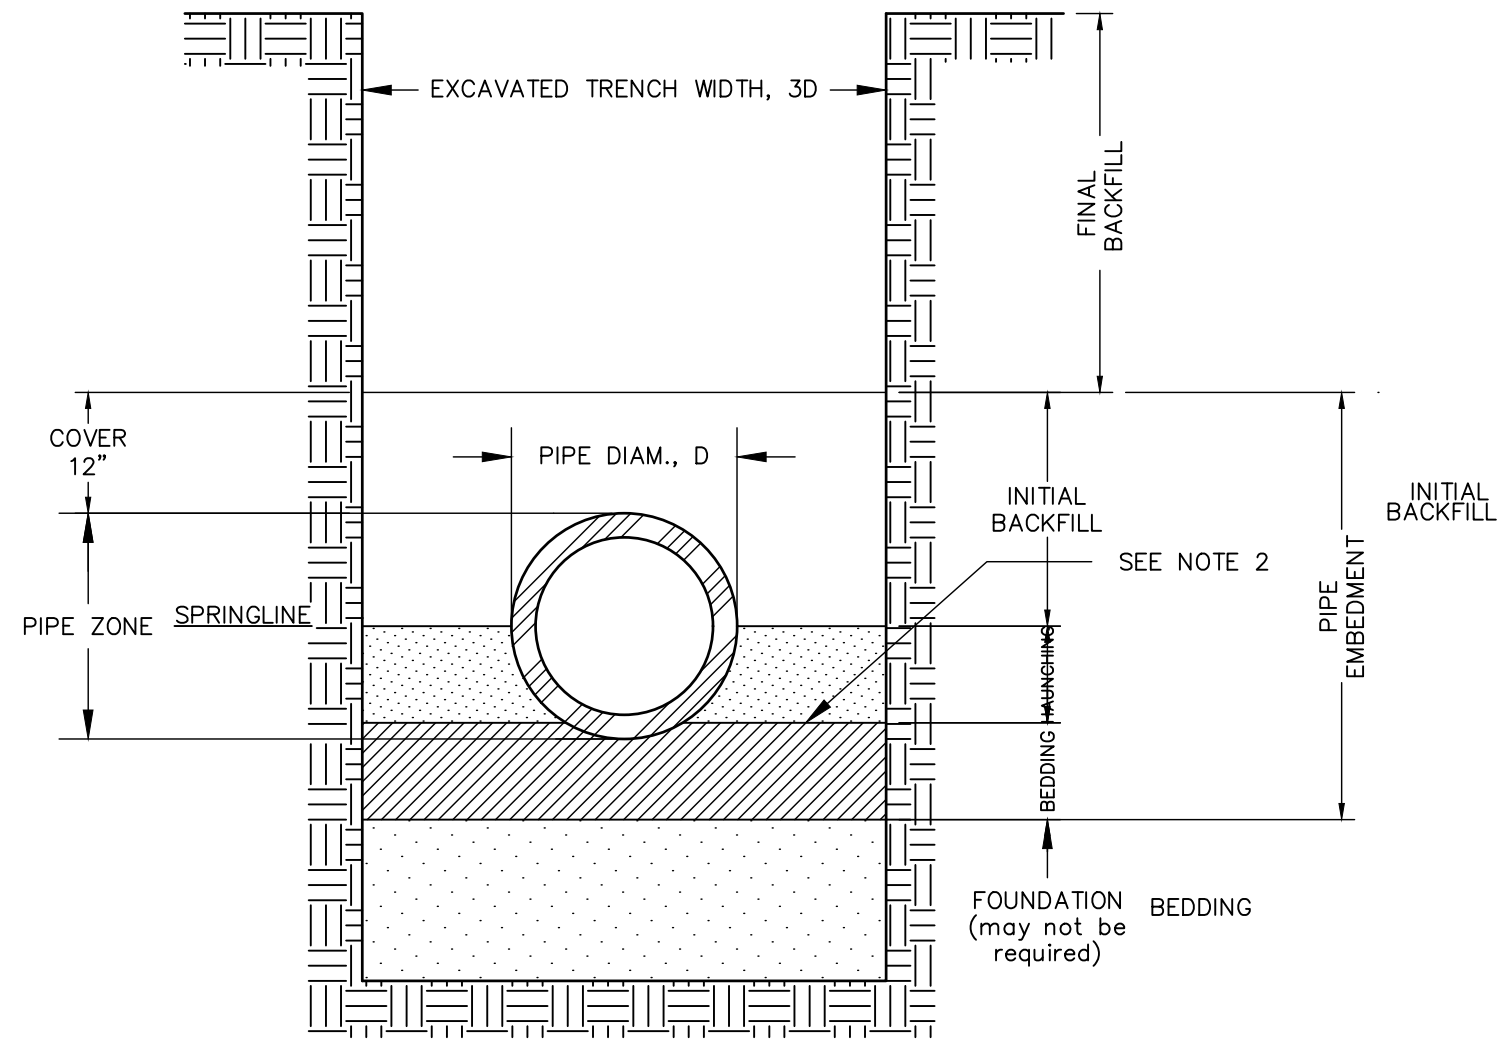 EXCAVATED TRENCH WIDTH, 3D
FINAL
BACKFILL
COVER
12”
PIPE DIAM., D
INITIAL
BACKFILL
INITIAL
BACKFILL
SEE NOTE 2
PIPE ZONE
SPRINGLINE
HAUNCHING
PIPE
EMBEDMENT
BEDDING
FOUNDATION
(may not be
required)
BEDDING